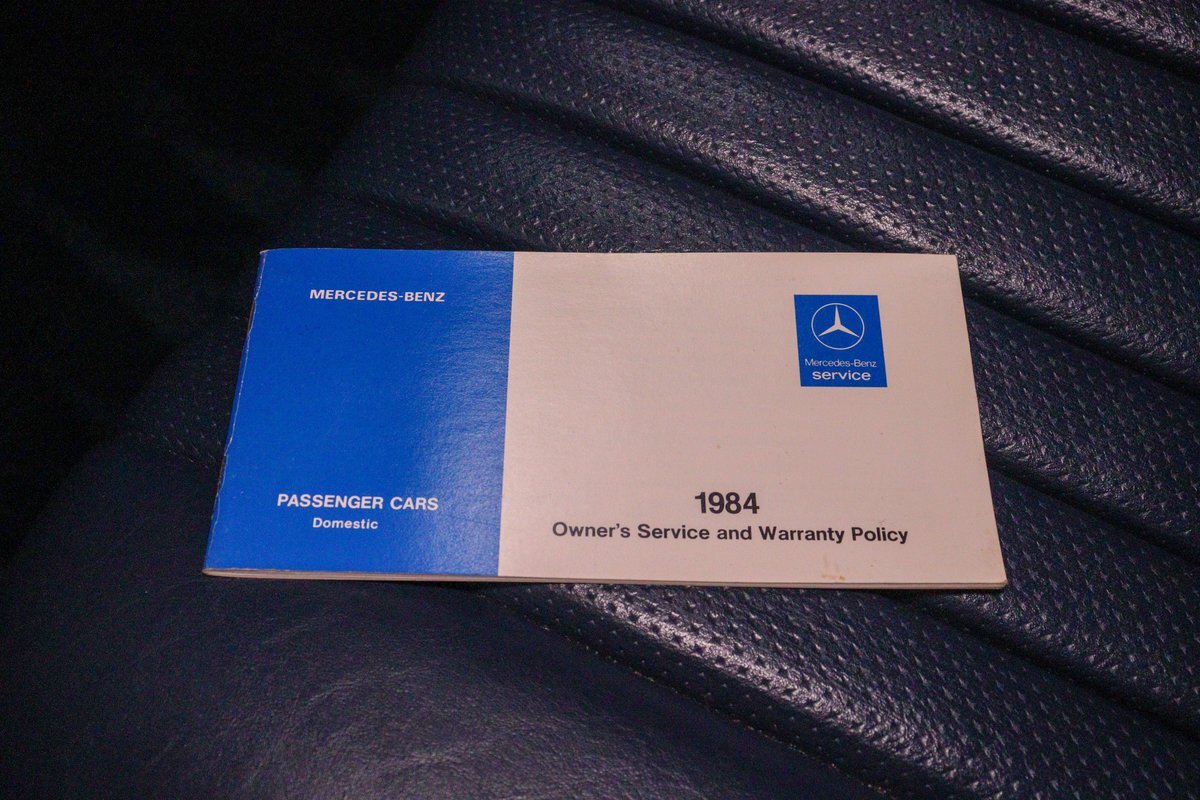 MERCEDES-BENZ
PASSENGER CARS
Domestic
Mercedes-Benz
service
1984
Owner's Service and Warranty Policy